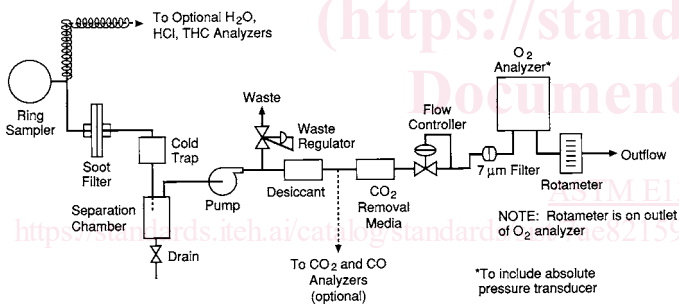 (https://stand
Document
To Optional H₂O,
HCl, THC Analyzers
O₂
Analyzer*
Ring
Sampler
Soot
Filter
Cold
Trap
Separation
Chamber
Drain
Pump
Waste
Waste
Regulator
Desiccant
To CO₂ and CO
Analyzers
(optional)
CO₂
Removal
Media
Flow
Controller
7 µm Filter
Rotameter
Outflow
NOTE: Rotameter is on outlet
of O₂ analyzer
*To include absolute
pressure transducer
ASTM E13
https://standards.iteh.ai/catalog/standards/